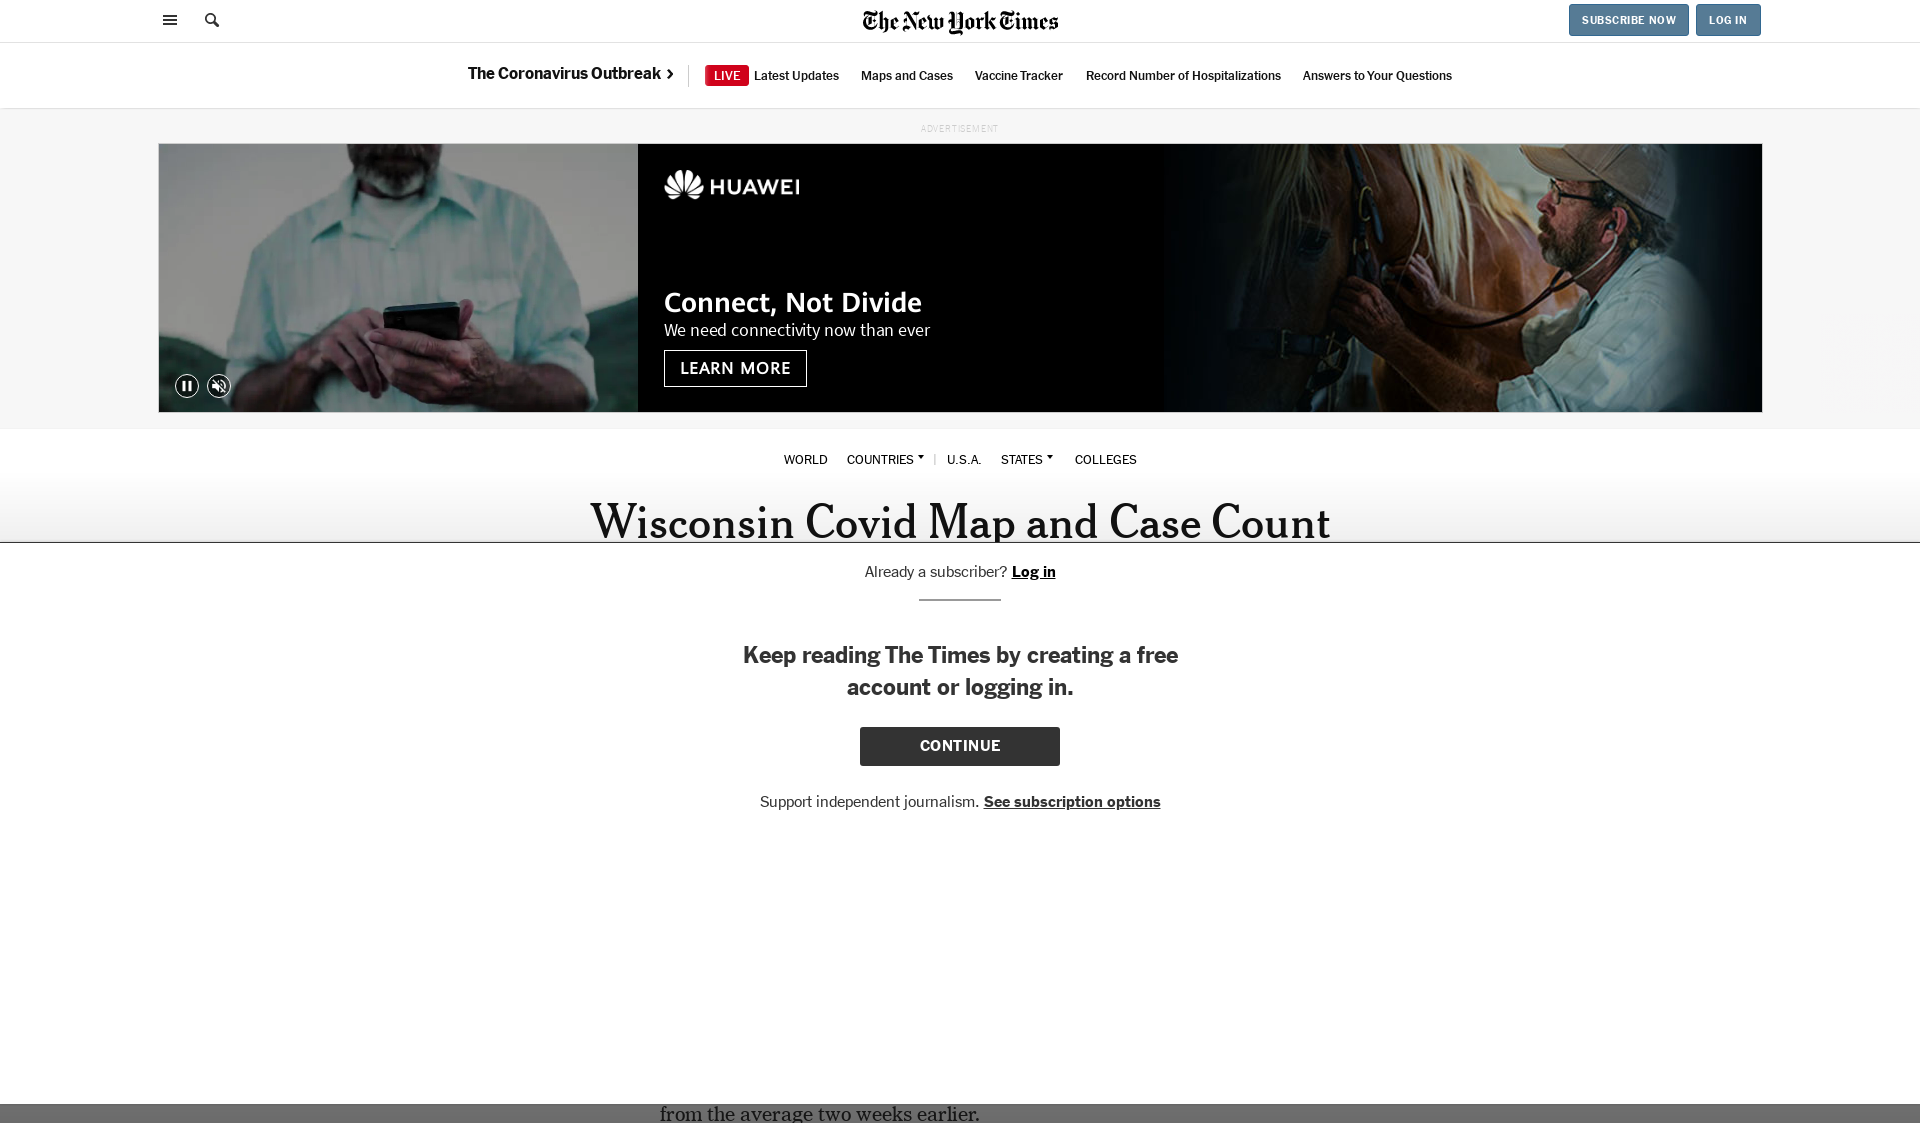 The New York Times
SUBSCRIBE NOW
LOG IN
The Coronavirus Outbreak ›
LIVE Latest Updates
Maps and Cases
Vaccine Tracker
Record Number of Hospitalizations
Answers to Your Questions
ADVERTISEMENT
HUAWEI
Connect, Not Divide
We need connectivity now than ever
LEARN MORE
WORLD COUNTRIES | U.S.A. STATES COLLEGES
Wisconsin Covid Map and Case Count
Already a subscriber? Log in
Keep reading The Times by creating a free
account or logging in.
CONTINUE
Support independent journalism. See subscription options
from the average two weeks earlier.